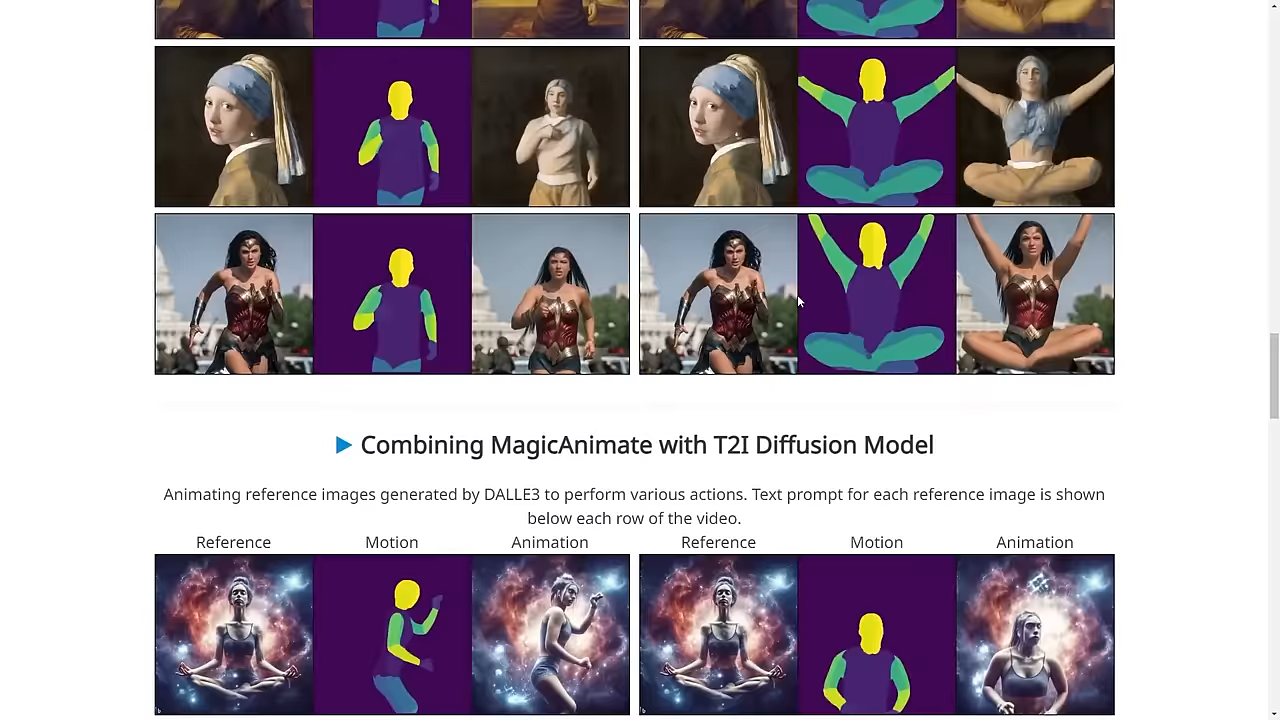 Combining MagicAnimate with T2I Diffusion Model
Animating reference images generated by DALLE3 to perform various actions. Text prompt for each reference image is shown
below each row of the video.
Reference Motion Animation Reference Motion Animation